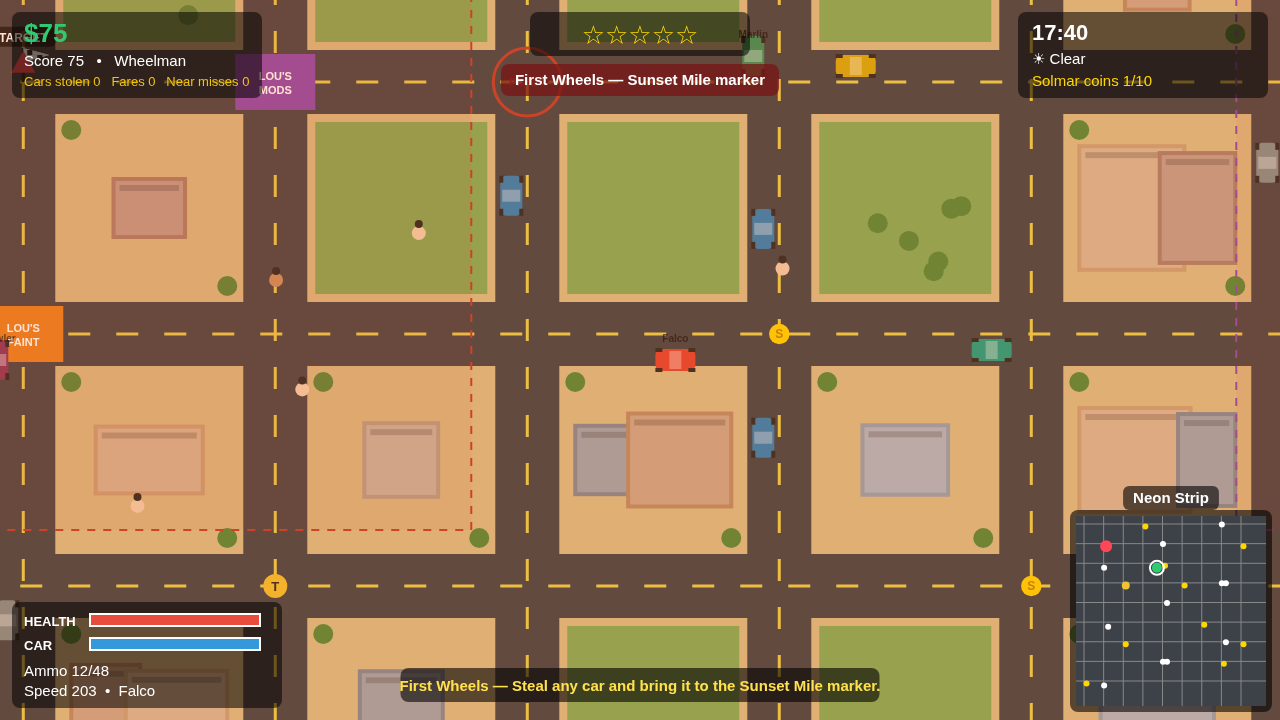 $75
Score 75 • Wheelman
Cars stolen 0 Fares 0 Near misses 0
TARGET
☆☆☆☆☆
Marlin
First Wheels — Sunset Mile marker
17:40
☀ Clear
Solmar coins 1/10
LOU'S
MODS
LOU'S
PAINT
Falco
S
T
S
Neon Strip
HEALTH
CAR
Ammo 12/48
Speed 203 • Falco
First Wheels — Steal any car and bring it to the Sunset Mile marker.